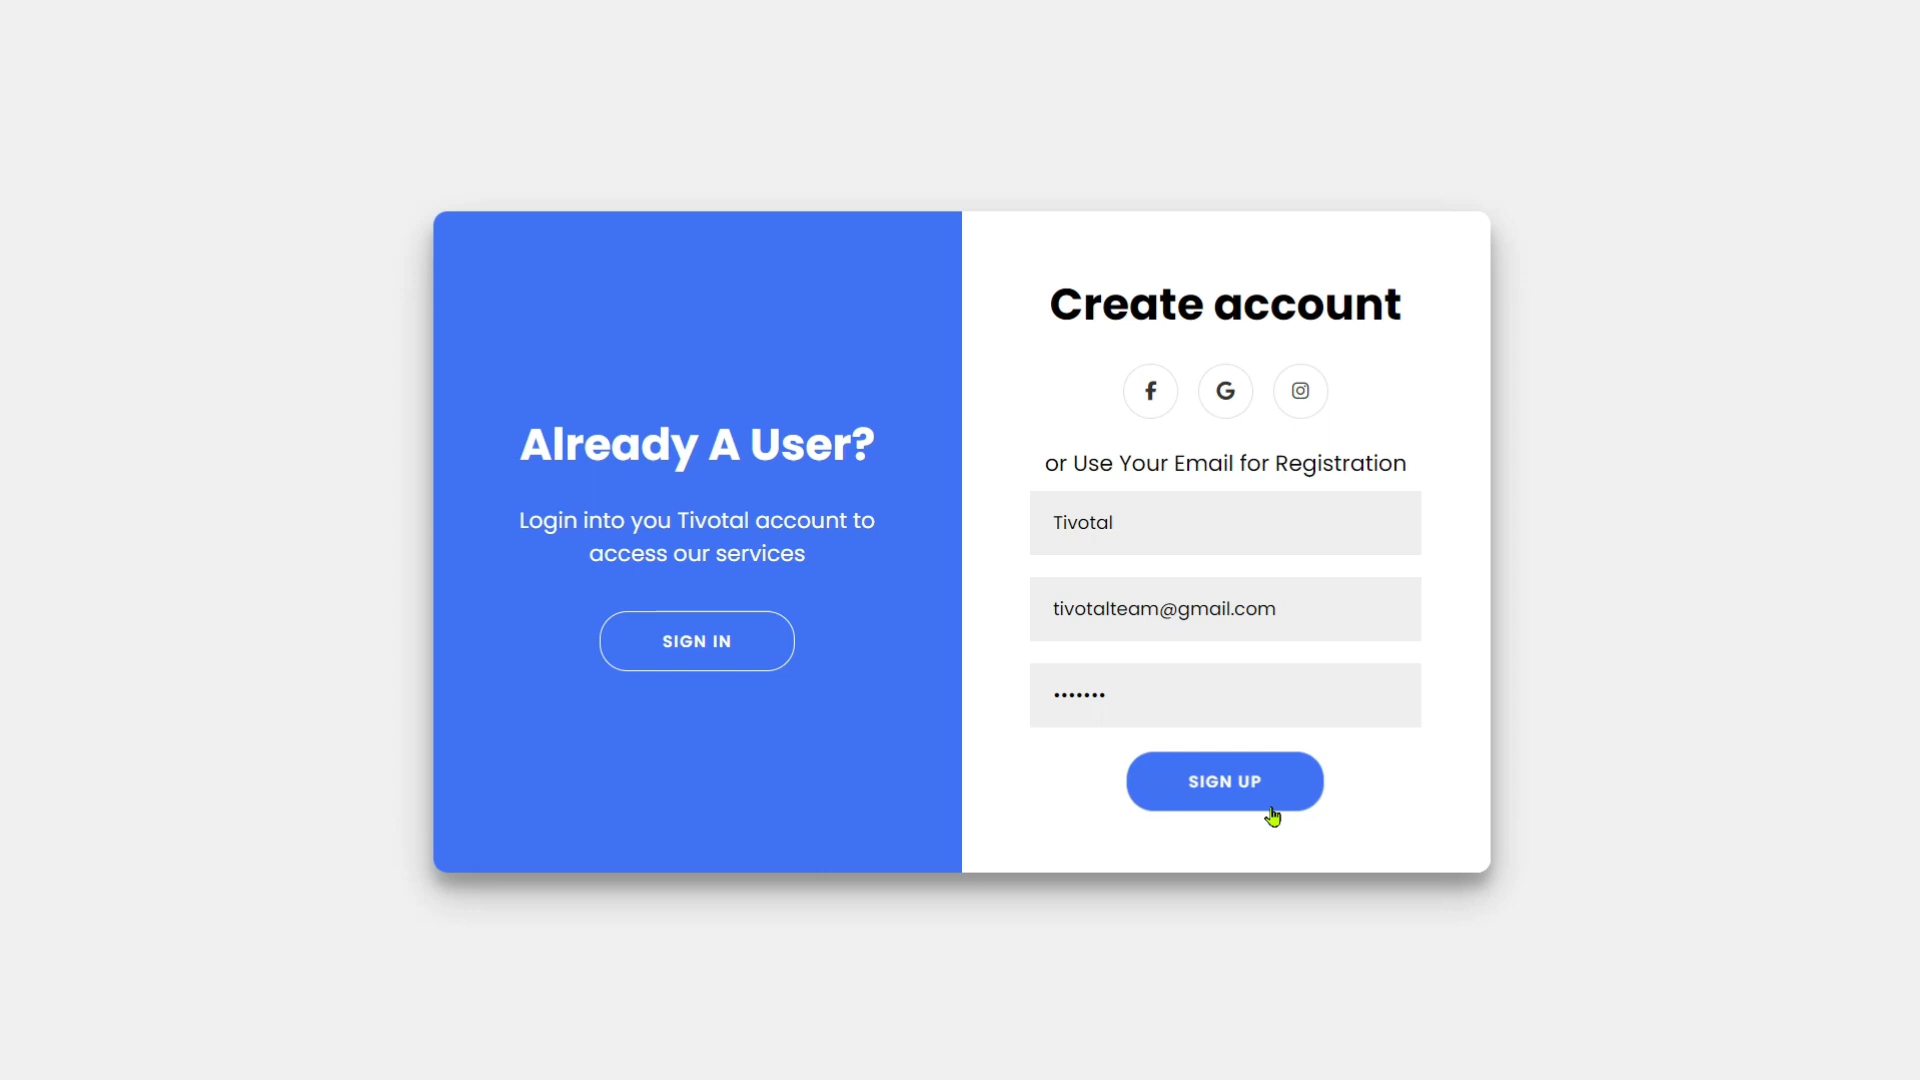 Already A User?
Login into you Tivotal account to
access our services
SIGN IN
Create account
or Use Your Email for Registration
Tivotal
tivotalteam@gmail.com
•••••••
SIGN UP